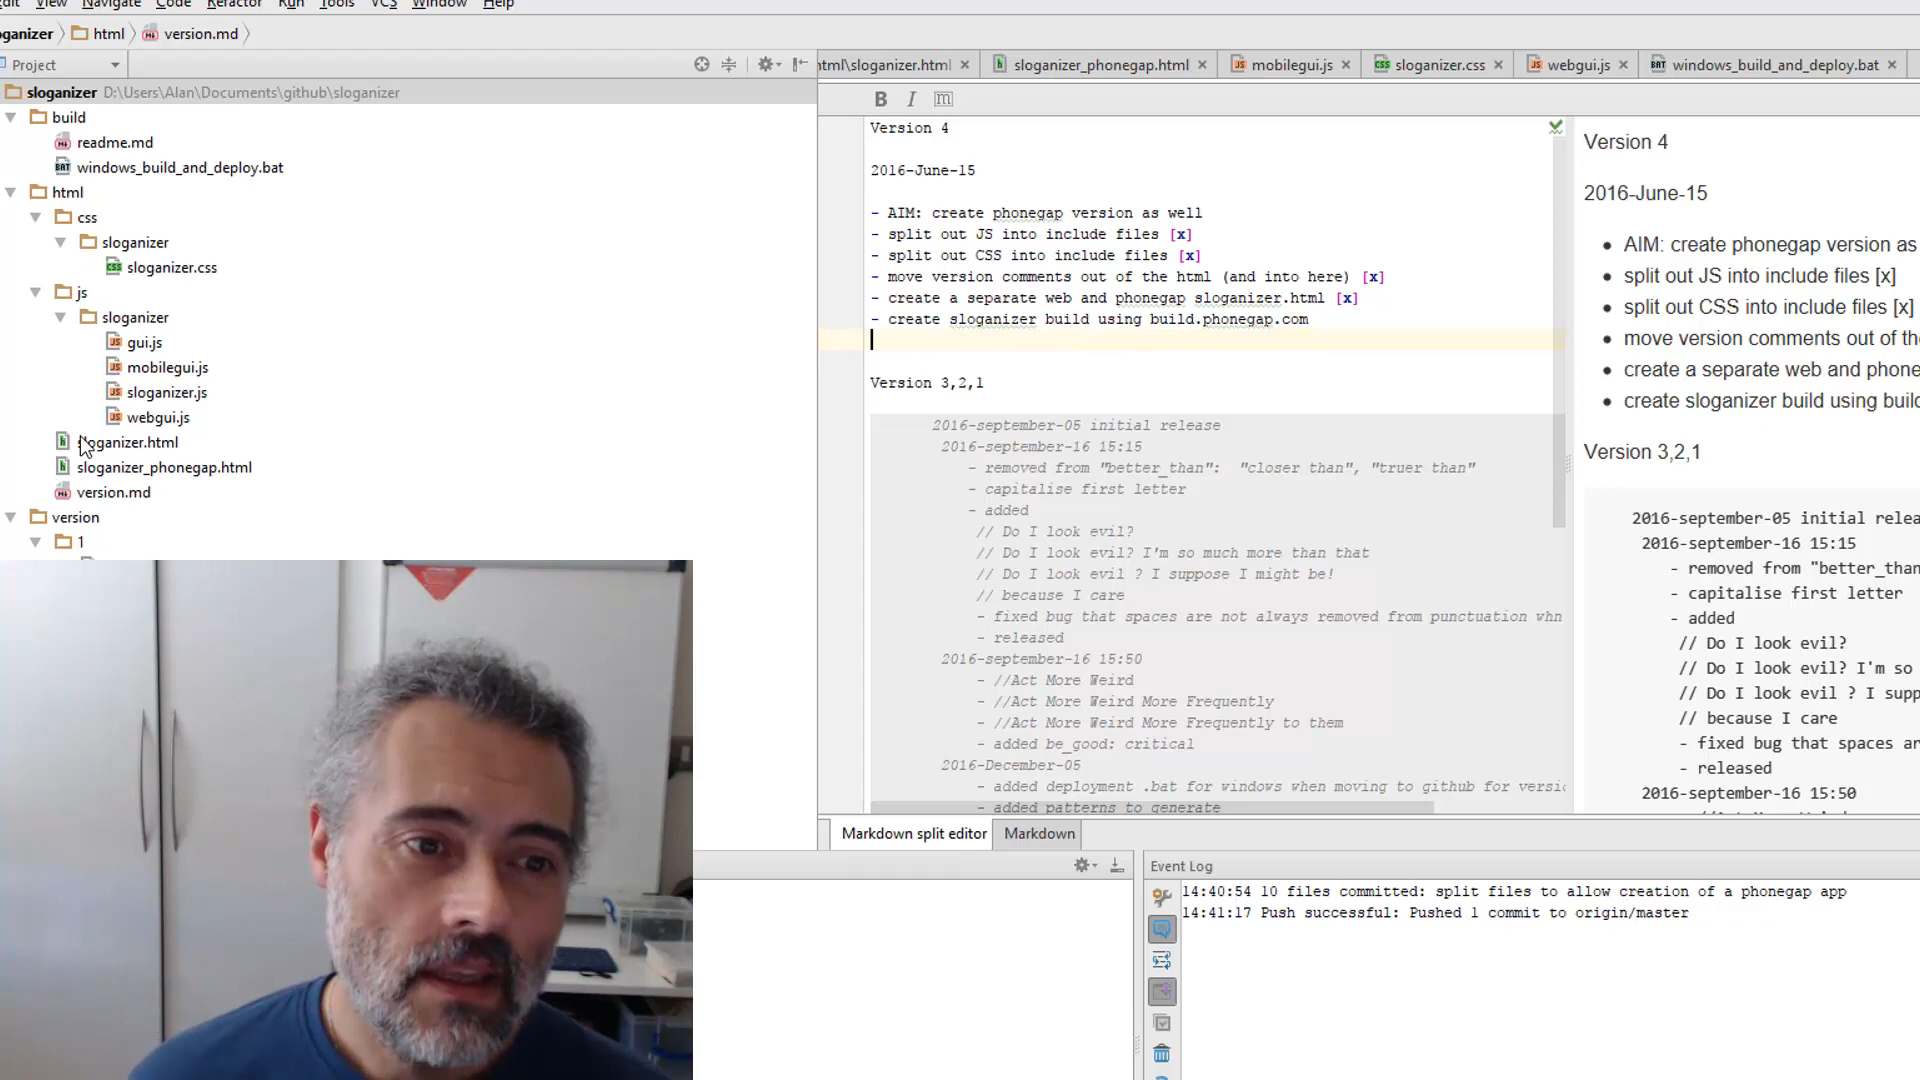 Edit View Navigate Code Refactor Run Tools VCS Window Help
sloganizer html version.md
Project
sloganizer D:\Users\Alan\Documents\github\sloganizer
build
readme.md
windows_build_and_deploy.bat
html
css
sloganizer
sloganizer.css
js
sloganizer
gui.js
mobilegui.js
sloganizer.js
webgui.js
sloganizer.html
sloganizer_phonegap.html
version.md
version
1
html\sloganizer.html sloganizer_phonegap.html mobilegui.js sloganizer.css webgui.js windows_build_and_deploy.bat
B I m
Version 4
2016-June-15
- AIM: create phonegap version as well
- split out JS into include files [x]
- split out CSS into include files [x]
- move version comments out of the html (and into here) [x]
- create a separate web and phonegap sloganizer.html [x]
- create sloganizer build using build.phonegap.com
Version 3,2,1
2016-september-05 initial release
2016-september-16 15:15
- removed from "better_than":  "closer than", "truer than"
- capitalise first letter
- added
// Do I look evil?
// Do I look evil? I'm so much more than that
// Do I look evil ? I suppose I might be!
// because I care
- fixed bug that spaces are not always removed from punctuation whn
- released
2016-september-16 15:50
- //Act More Weird
- //Act More Weird More Frequently
- //Act More Weird More Frequently to them
- added be_good: critical
2016-December-05
- added deployment .bat for windows when moving to github for versi
- added patterns to generate
Version 4
2016-June-15
• AIM: create phonegap version as
• split out JS into include files [x]
• split out CSS into include files [x]
• move version comments out of the
• create a separate web and phone
• create sloganizer build using build
Version 3,2,1
2016-september-05 initial relea
2016-september-16 15:15
- removed from "better_than
- capitalise first letter
- added
// Do I look evil?
// Do I look evil? I'm so
// Do I look evil ? I supp
// because I care
- fixed bug that spaces ar
- released
2016-september-16 15:50
Markdown split editor Markdown
Event Log
14:40:54 10 files committed: split files to allow creation of a phonegap app
14:41:17 Push successful: Pushed 1 commit to origin/master